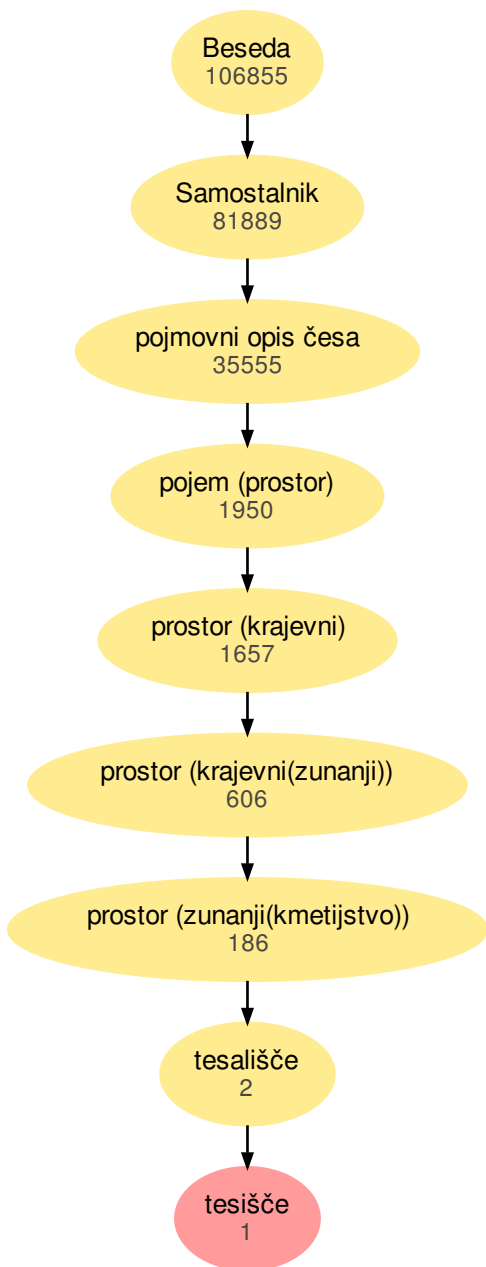 Beseda
106855
Samostalnik
81889
pojmovni opis česa
35555
pojem (prostor)
1950
prostor (krajevni)
1657
prostor (krajevni(zunanji))
606
prostor (zunanji(kmetijstvo))
186
tesališče
2
tesišče
1